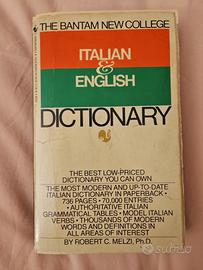 THE BANTAM NEW COLLEGE
ITALIAN
&
ENGLISH
DICTIONARY
THE BEST LOW-PRICED
DICTIONARY YOU CAN OWN
THE MOST MODERN AND UP-TO-DATE
ITALIAN DICTIONARY IN PAPERBACK •
736 PAGES • 70,000 ENTRIES
• AUTHORITATIVE ITALIAN
GRAMMATICAL TABLES • MODEL ITALIAN
VERBS • THOUSANDS OF MODERN
WORDS AND DEFINITIONS IN
ALL AREAS OF INTEREST
BY ROBERT C. MELZI, Ph.D.
subito